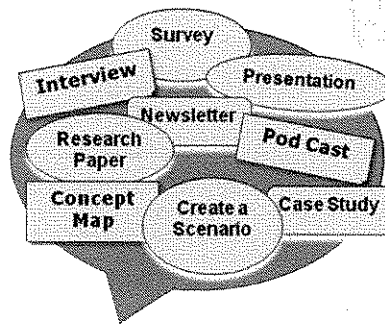 Survey
Interview
Presentation
Newsletter
Research
Paper
Pod Cast
Concept
Map
Create a
Scenario
Case Study